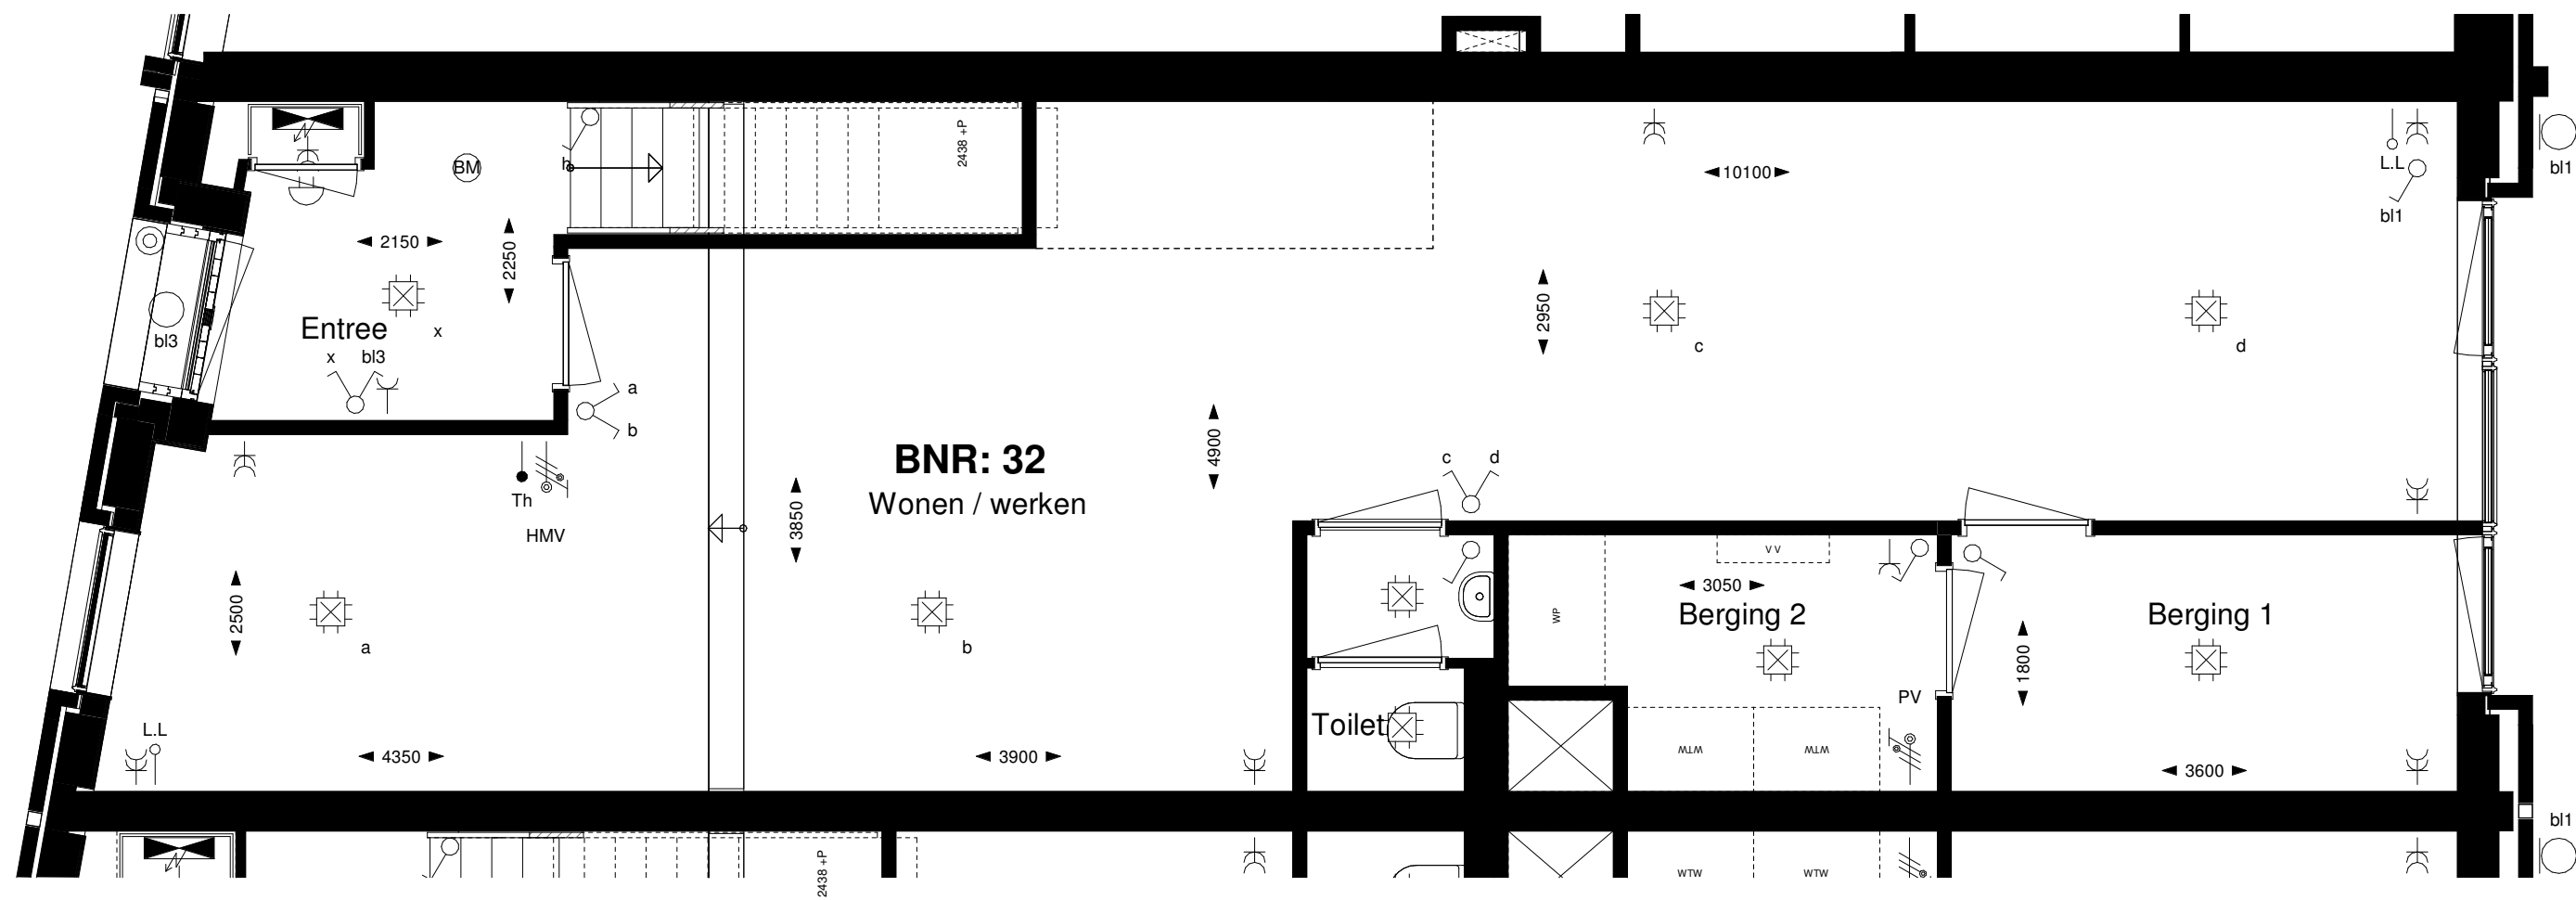 2438 +P
BM
h
10100
L.L
bl1
bl1
2150
2250
2950
Entree
x
x
bl3
bl3
c
d
a
b
BNR: 32
Wonen / werken
4900
c
d
Th
HMV
3850
2500
a
b
V V
3050
Berging 2
WP
Berging 1
1800
PV
Toilet
L.L
4350
3900
WTW
WTW
3600
bl1
2438 +P
WTW
WTW